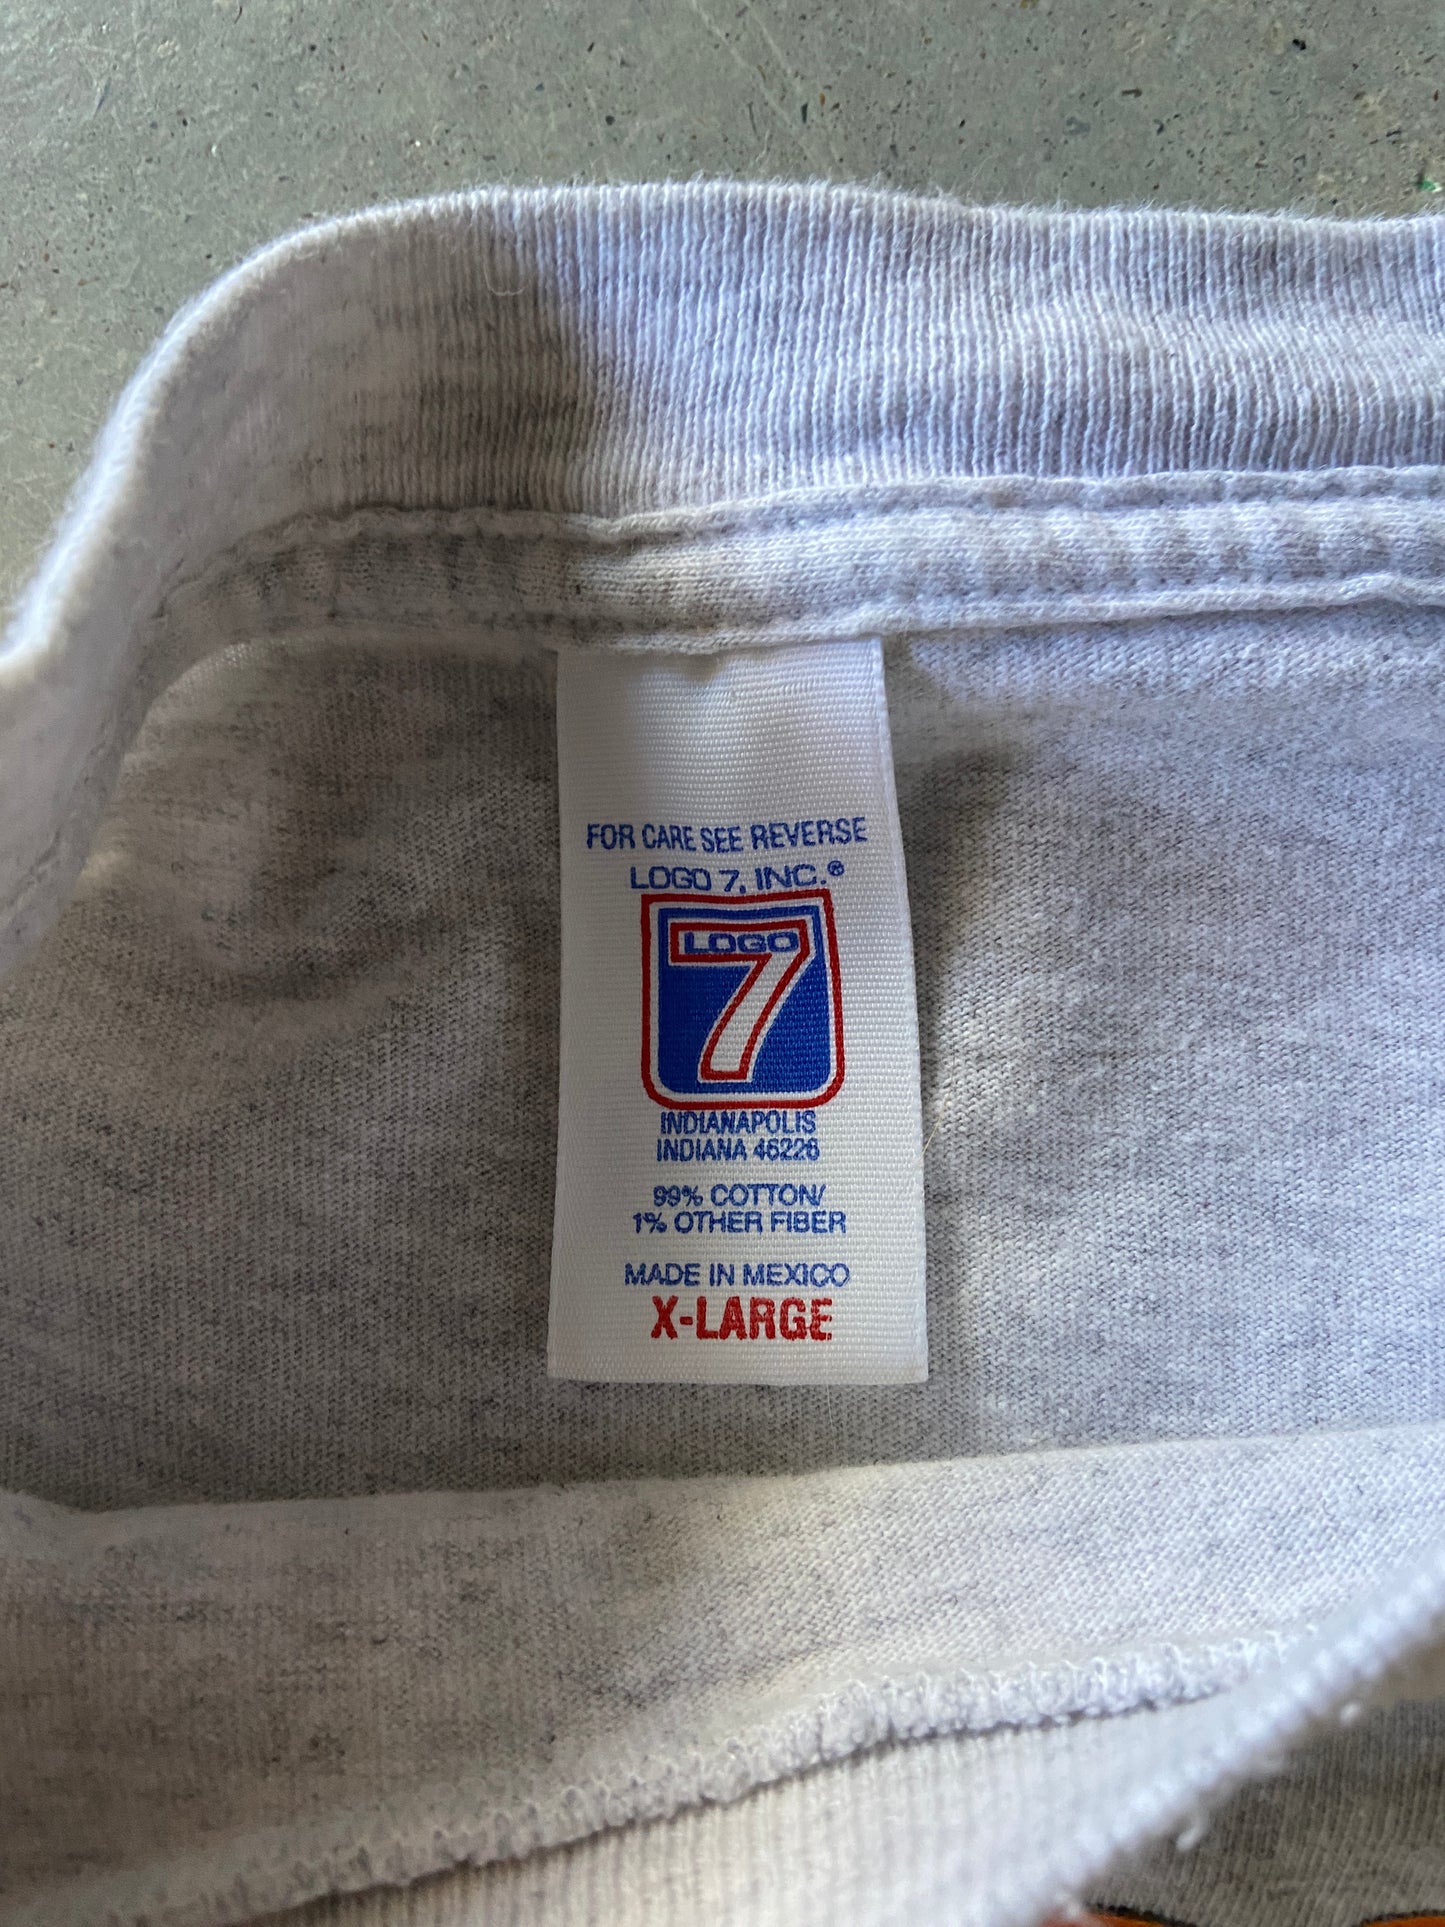 FOR CARE SEE REVERSE
LOGO 7, INC.®
LOGO
7
INDIANAPOLIS
INDIANA 46226
99% COTTON/
1% OTHER FIBER
MADE IN MEXICO
X-LARGE